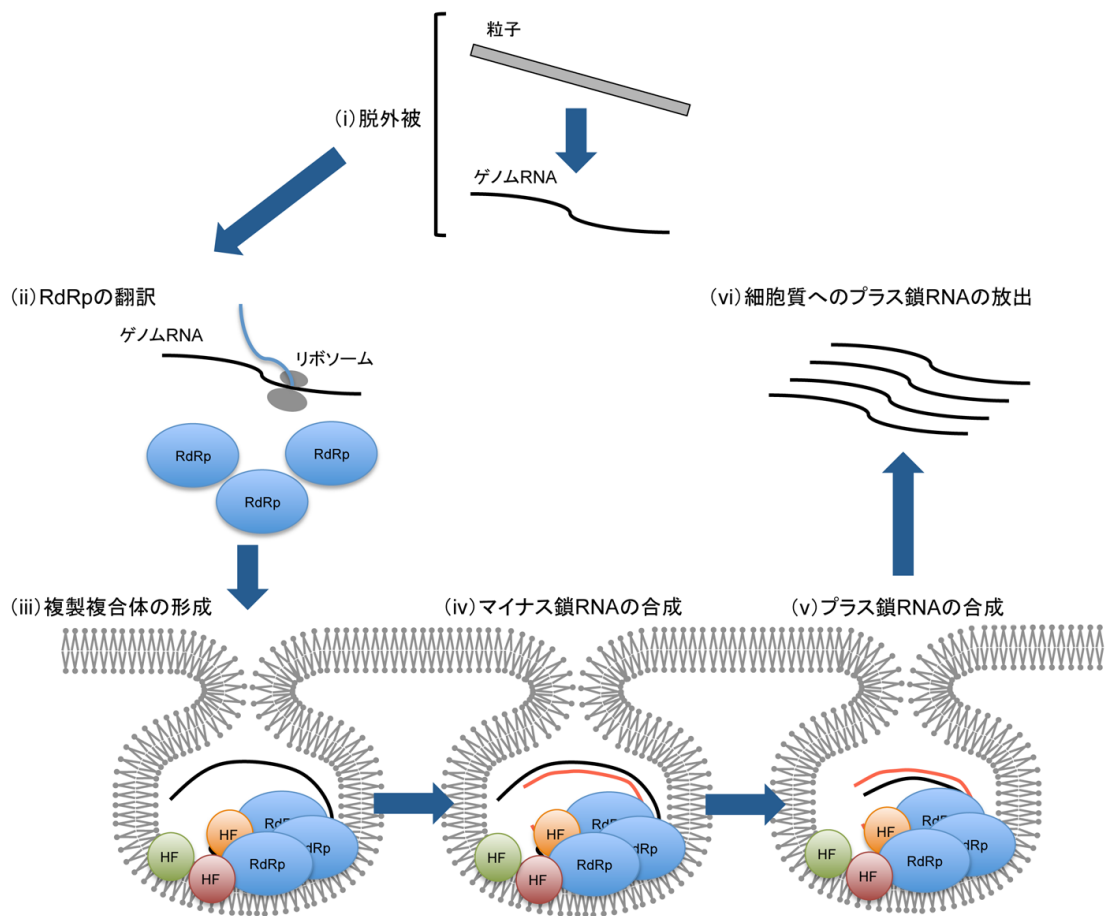 粒子
(i)脱外被
ゲノムRNA
(ii)RdRpの翻訳
ゲノムRNA
リボソーム
RdRp
RdRp
RdRp
(vi)細胞質へのプラス鎖RNAの放出
(iii)複製複合体の形成
(iv)マイナス鎖RNAの合成
(v)プラス鎖RNAの合成
HF
HF
HF
RdRp
RdRp
HF
HF
HF
RdRp
RdRp
HF
HF
HF
RdRp
RdRp